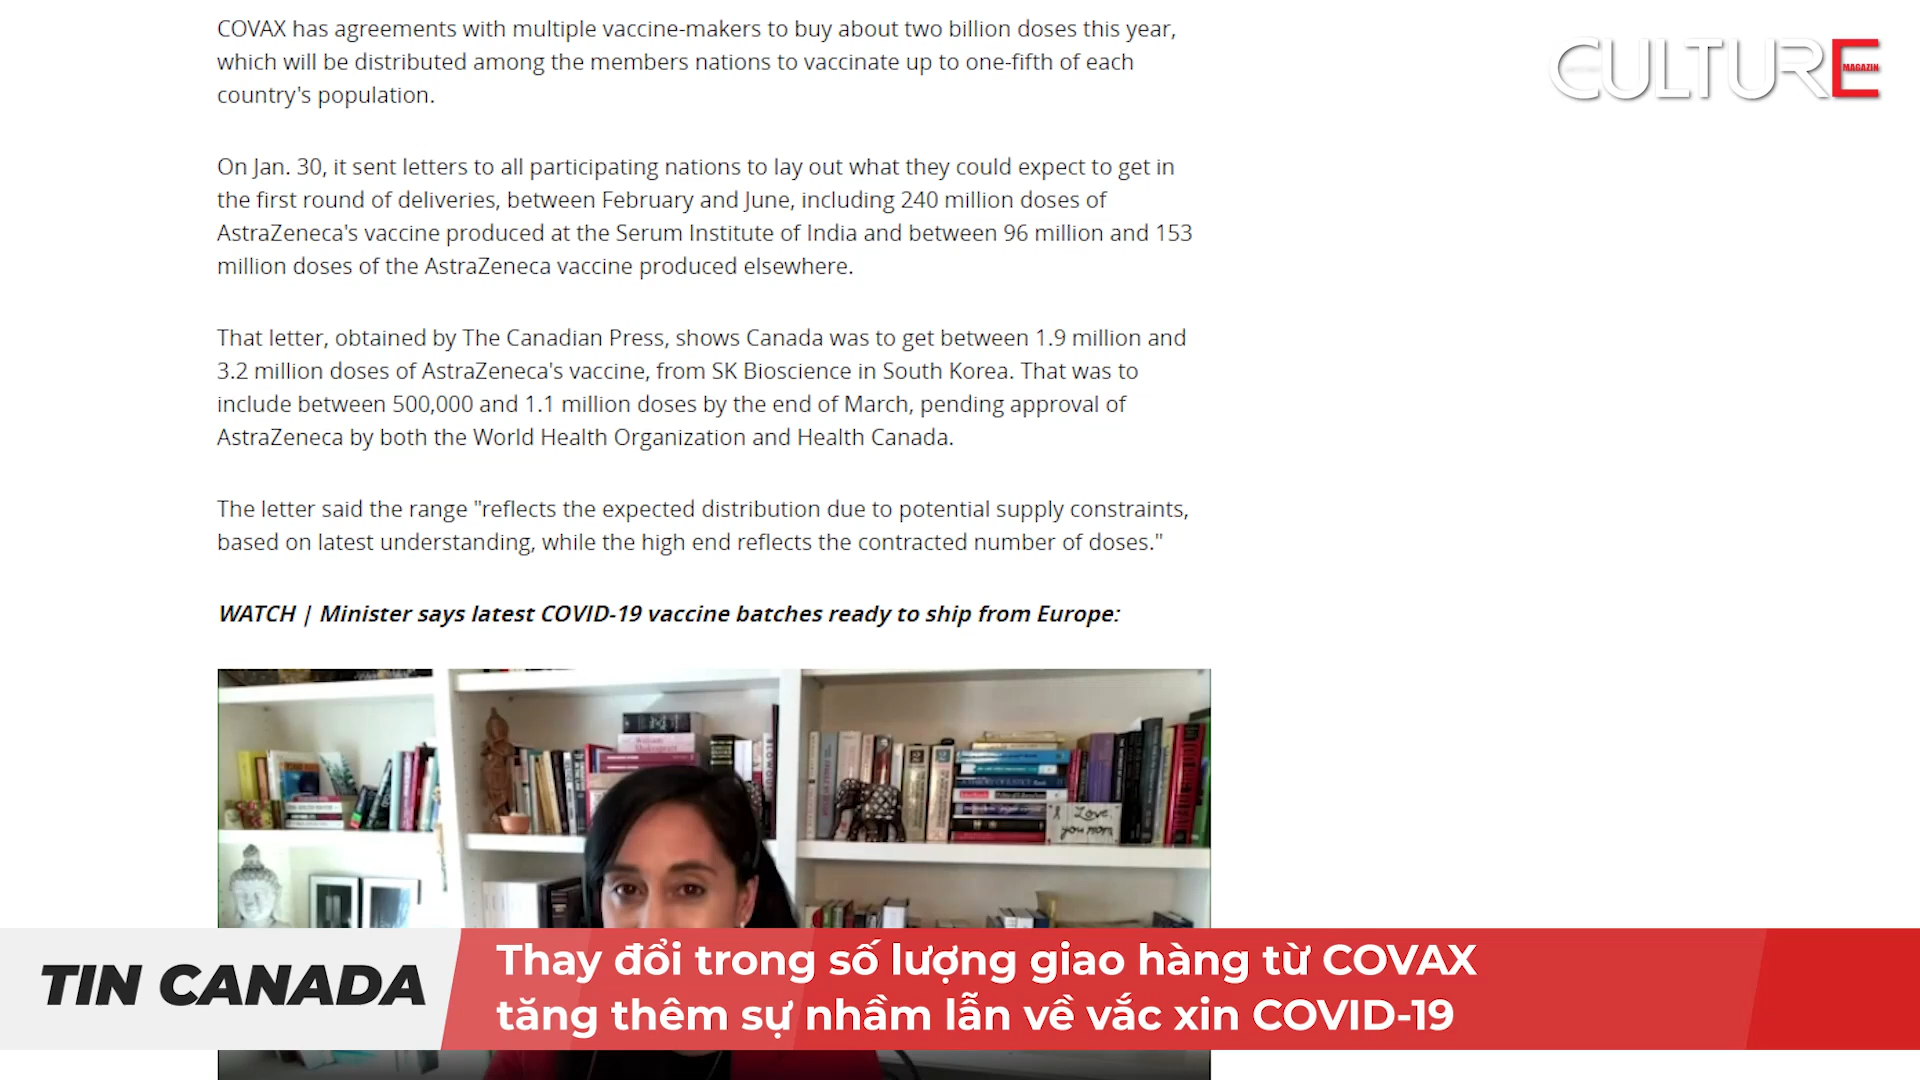 COVAX has agreements with multiple vaccine-makers to buy about two billion doses this year,
which will be distributed among the members nations to vaccinate up to one-fifth of each
country's population.
CULTURE
MAGAZIN
On Jan. 30, it sent letters to all participating nations to lay out what they could expect to get in
the first round of deliveries, between February and June, including 240 million doses of
AstraZeneca's vaccine produced at the Serum Institute of India and between 96 million and 153
million doses of the AstraZeneca vaccine produced elsewhere.
That letter, obtained by The Canadian Press, shows Canada was to get between 1.9 million and
3.2 million doses of AstraZeneca's vaccine, from SK Bioscience in South Korea. That was to
include between 500,000 and 1.1 million doses by the end of March, pending approval of
AstraZeneca by both the World Health Organization and Health Canada.
The letter said the range "reflects the expected distribution due to potential supply constraints,
based on latest understanding, while the high end reflects the contracted number of doses."
WATCH | Minister says latest COVID-19 vaccine batches ready to ship from Europe:
Love
you more
TIN CANADA
Thay đổi trong số lượng giao hàng từ COVAX
tăng thêm sự nhầm lẫn về vắc xin COVID-19